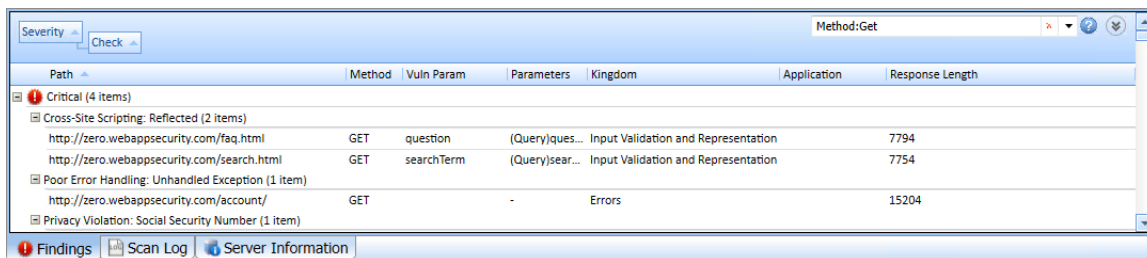 Severity
Check
Method:Get
Path Method Vuln Param Parameters Kingdom Application Response Length
Critical (4 items)
Cross-Site Scripting: Reflected (2 items)
http://zero.webappsecurity.com/faq.html GET question (Query)ques... Input Validation and Representation 7794
http://zero.webappsecurity.com/search.html GET searchTerm (Query)sear... Input Validation and Representation 7754
Poor Error Handling: Unhandled Exception (1 item)
http://zero.webappsecurity.com/account/ GET - Errors 15204
Privacy Violation: Social Security Number (1 item)
Findings Scan Log Server Information